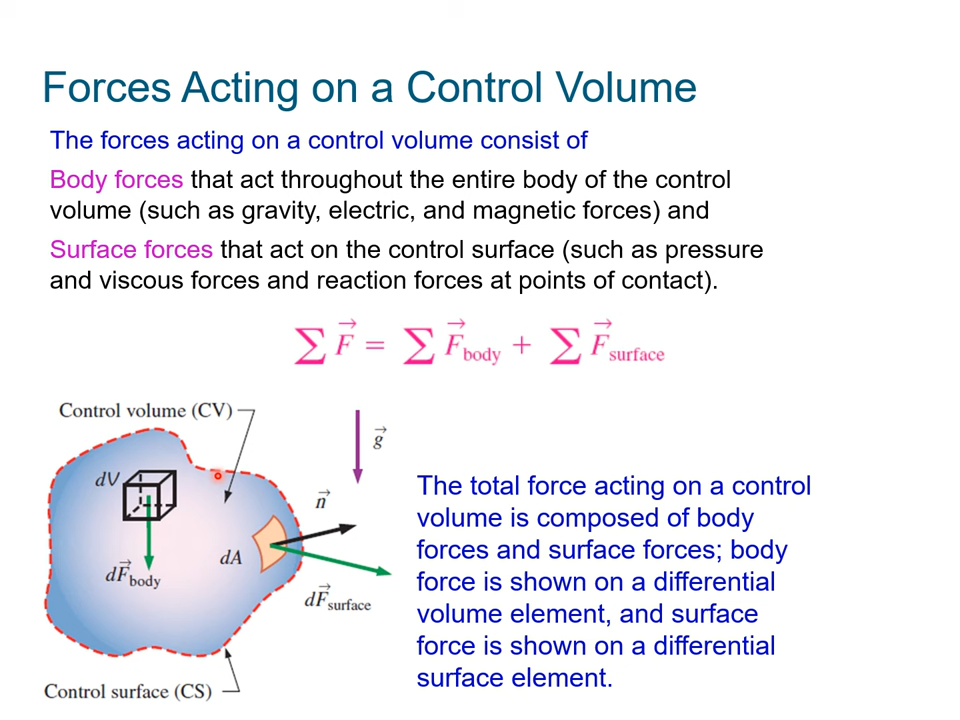 Forces Acting on a Control Volume
The forces acting on a control volume consist of
Body forces that act throughout the entire body of the control
volume (such as gravity, electric, and magnetic forces) and
Surface forces that act on the control surface (such as pressure
and viscous forces and reaction forces at points of contact).
∑ F⃗ = ∑ F⃗body + ∑ F⃗surface
Control volume (CV)
g⃗
dV
n⃗
dA
dF⃗body
dF⃗surface
Control surface (CS)
The total force acting on a control
volume is composed of body
forces and surface forces; body
force is shown on a differential
volume element, and surface
force is shown on a differential
surface element.